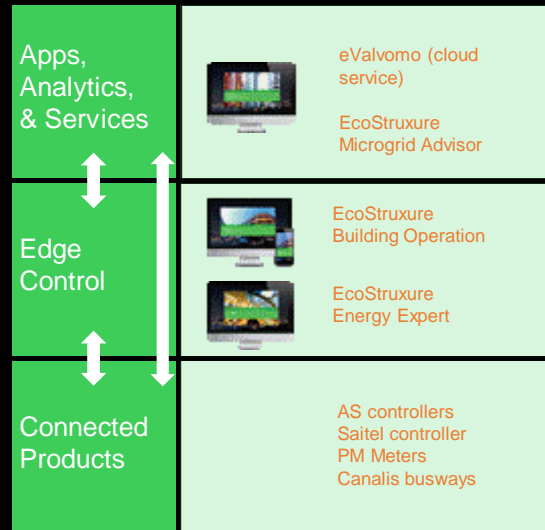 Apps,
Analytics,
& Services
eValvomo (cloud
service)
EcoStruxure
Microgrid Advisor
Edge
Control
EcoStruxure
Building Operation
EcoStruxure
Energy Expert
Connected
Products
AS controllers
Saitel controller
PM Meters
Canalis busways